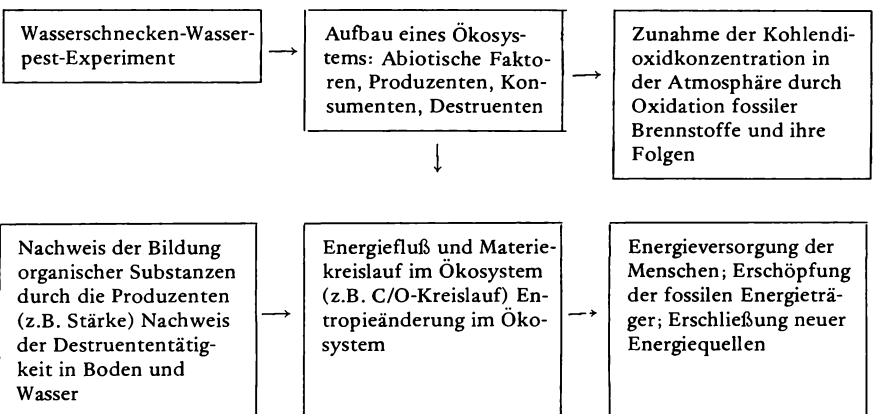 Wasserschnecken-Wasser-
pest-Experiment
Aufbau eines Ökosys-
tems: Abiotische Fakto-
ren, Produzenten, Kon-
sumenten, Destruenten
Zunahme der Kohlendi-
oxidkonzentration in
der Atmosphäre durch
Oxidation fossiler
Brennstoffe und ihre
Folgen
Nachweis der Bildung
organischer Substanzen
durch die Produzenten
(z.B. Stärke) Nachweis
der Destruententätig-
keit in Boden und
Wasser
Energiefluß und Materie-
kreislauf im Ökosystem
(z.B. C/O-Kreislauf) En-
tropieänderung im Öko-
system
Energieversorgung der
Menschen; Erschöpfung
der fossilen Energieträ-
ger; Erschließung neuer
Energiequellen